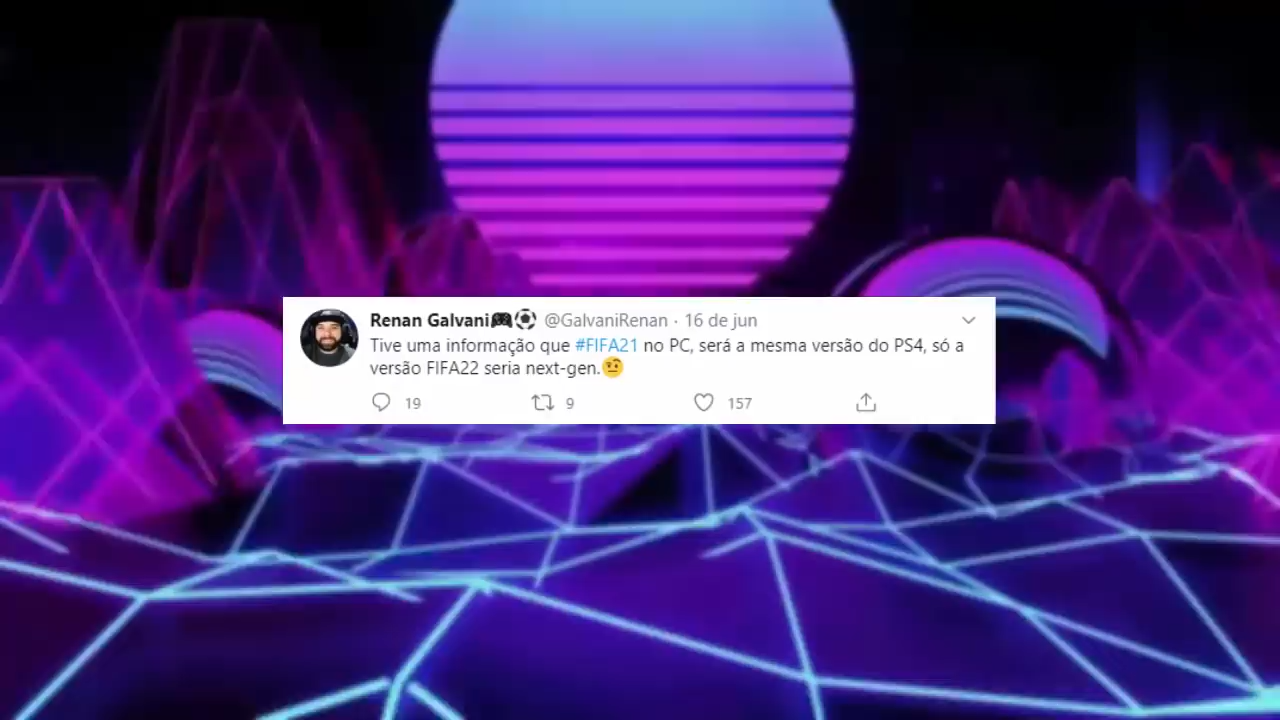 Renan Galvani🎮⚽ @GalvaniRenan · 16 de jun
Tive uma informação que #FIFA21 no PC, será a mesma versão do PS4, só a
versão FIFA22 seria next-gen.🤨
19 9 157